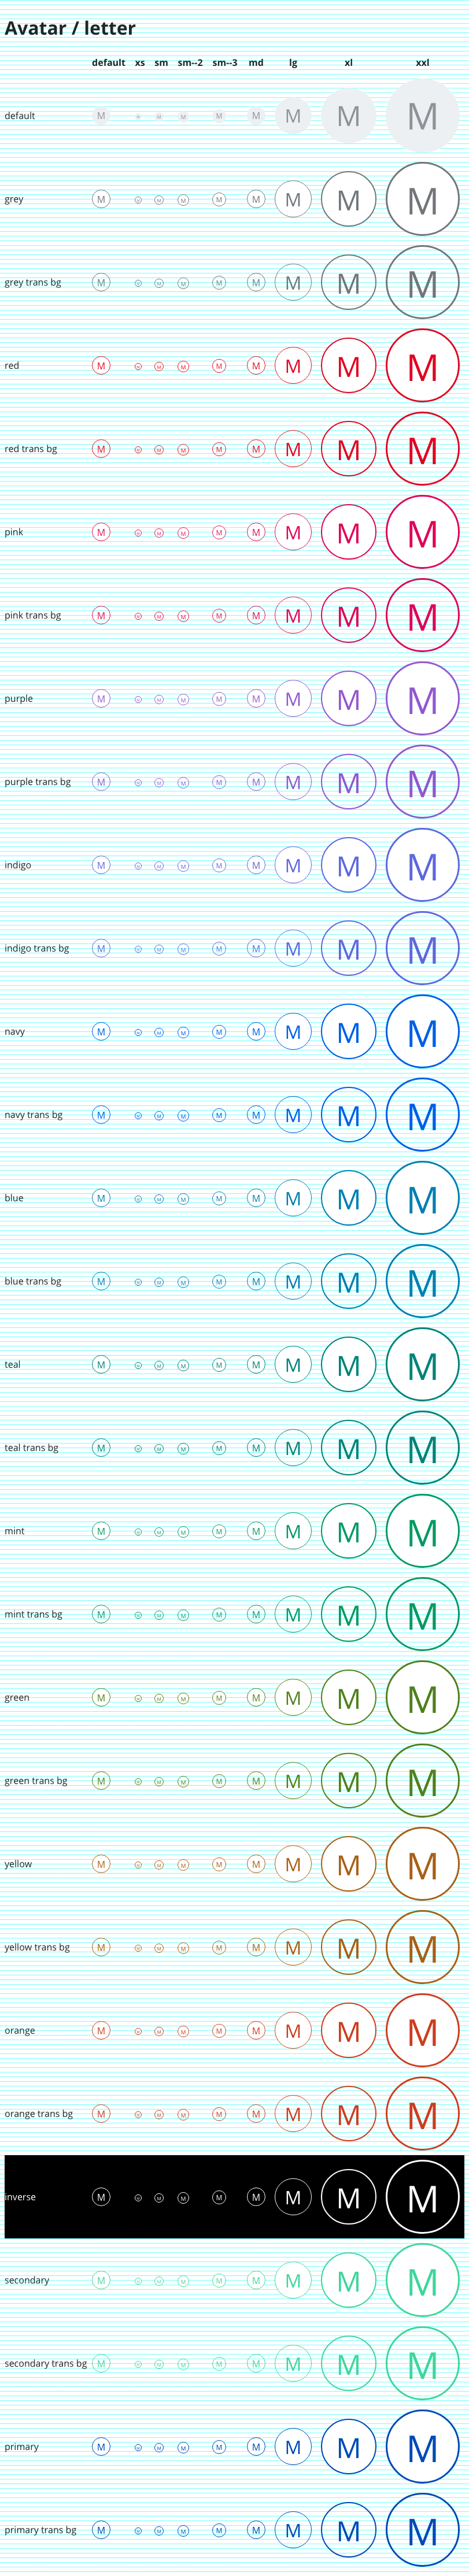 Avatar / letter
default xs sm sm--2 sm--3 md lg xl xxl
default M M M M M M M M M
grey M M M M M M M M M
grey trans bg M M M M M M M M M
red M M M M M M M M M
red trans bg M M M M M M M M M
pink M M M M M M M M M
pink trans bg M M M M M M M M M
purple M M M M M M M M M
purple trans bg M M M M M M M M M
indigo M M M M M M M M M
indigo trans bg M M M M M M M M M
navy M M M M M M M M M
navy trans bg M M M M M M M M M
blue M M M M M M M M M
blue trans bg M M M M M M M M M
teal M M M M M M M M M
teal trans bg M M M M M M M M M
mint M M M M M M M M M
mint trans bg M M M M M M M M M
green M M M M M M M M M
green trans bg M M M M M M M M M
yellow M M M M M M M M M
yellow trans bg M M M M M M M M M
orange M M M M M M M M M
orange trans bg M M M M M M M M M
inverse M M M M M M M M M
secondary M M M M M M M M M
secondary trans bg M M M M M M M M M
primary M M M M M M M M M
primary trans bg M M M M M M M M M